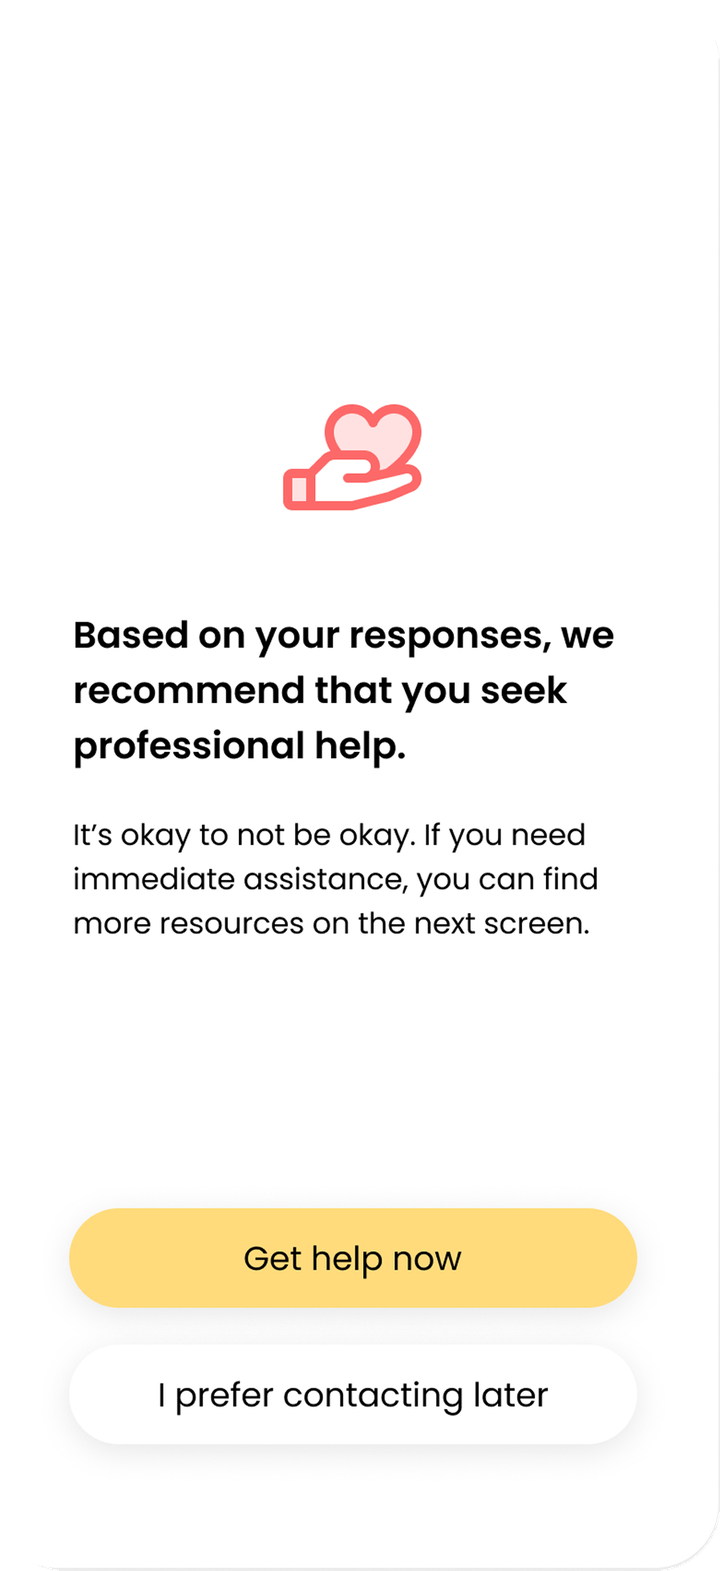 Based on your responses, we
recommend that you seek
professional help.
It’s okay to not be okay. If you need
immediate assistance, you can find
more resources on the next screen.
Get help now
I prefer contacting later